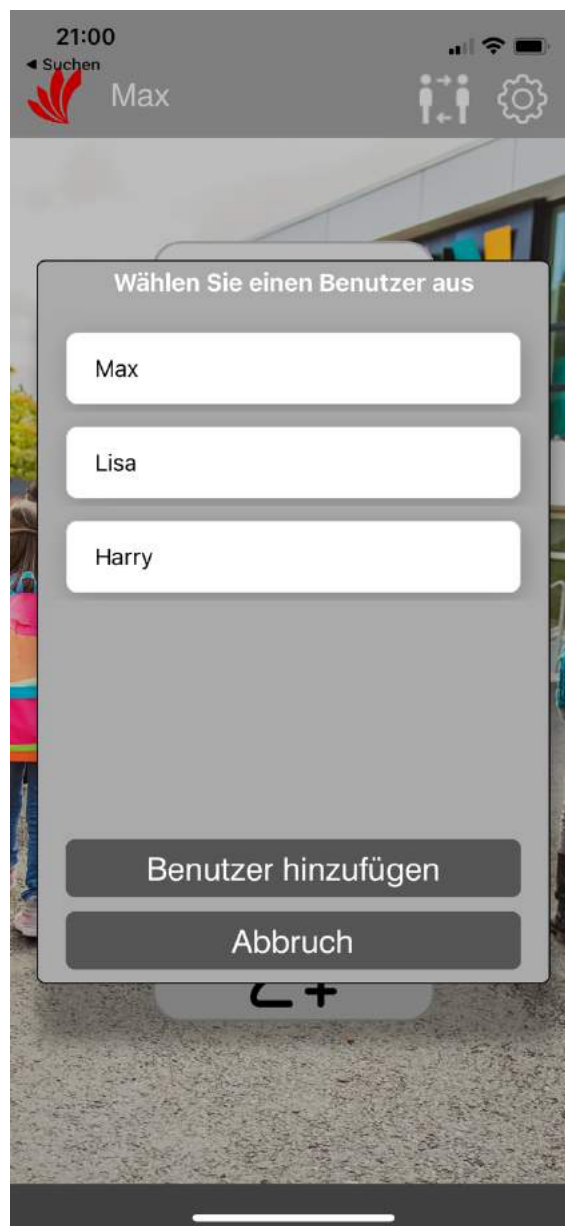 21:00
◄ Suchen
Max
Wählen Sie einen Benutzer aus
Max
Lisa
Harry
Benutzer hinzufügen
Abbruch